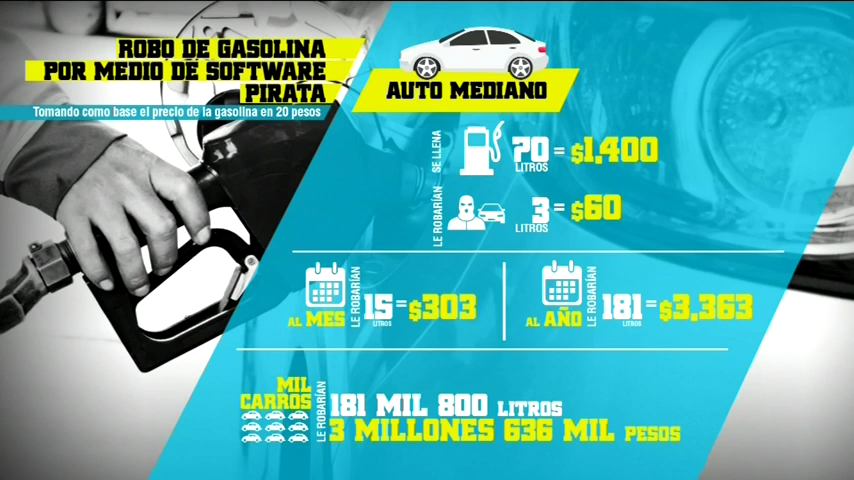 ROBO DE GASOLINA
POR MEDIO DE SOFTWARE
PIRATA
Tomando como base el precio de la gasolina en 20 pesos
AUTO MEDIANO
SE LLENA
70 = $1,400
LITROS
LE ROBARÍAN
3 = $60
LITROS
AL MES
LE ROBARÍAN
15 = $303
LITROS
AL AÑO
LE ROBARÍAN
181 = $3,363
LITROS
MIL
CARROS
LE ROBARÍAN
181 MIL 800 LITROS
3 MILLONES 636 MIL PESOS